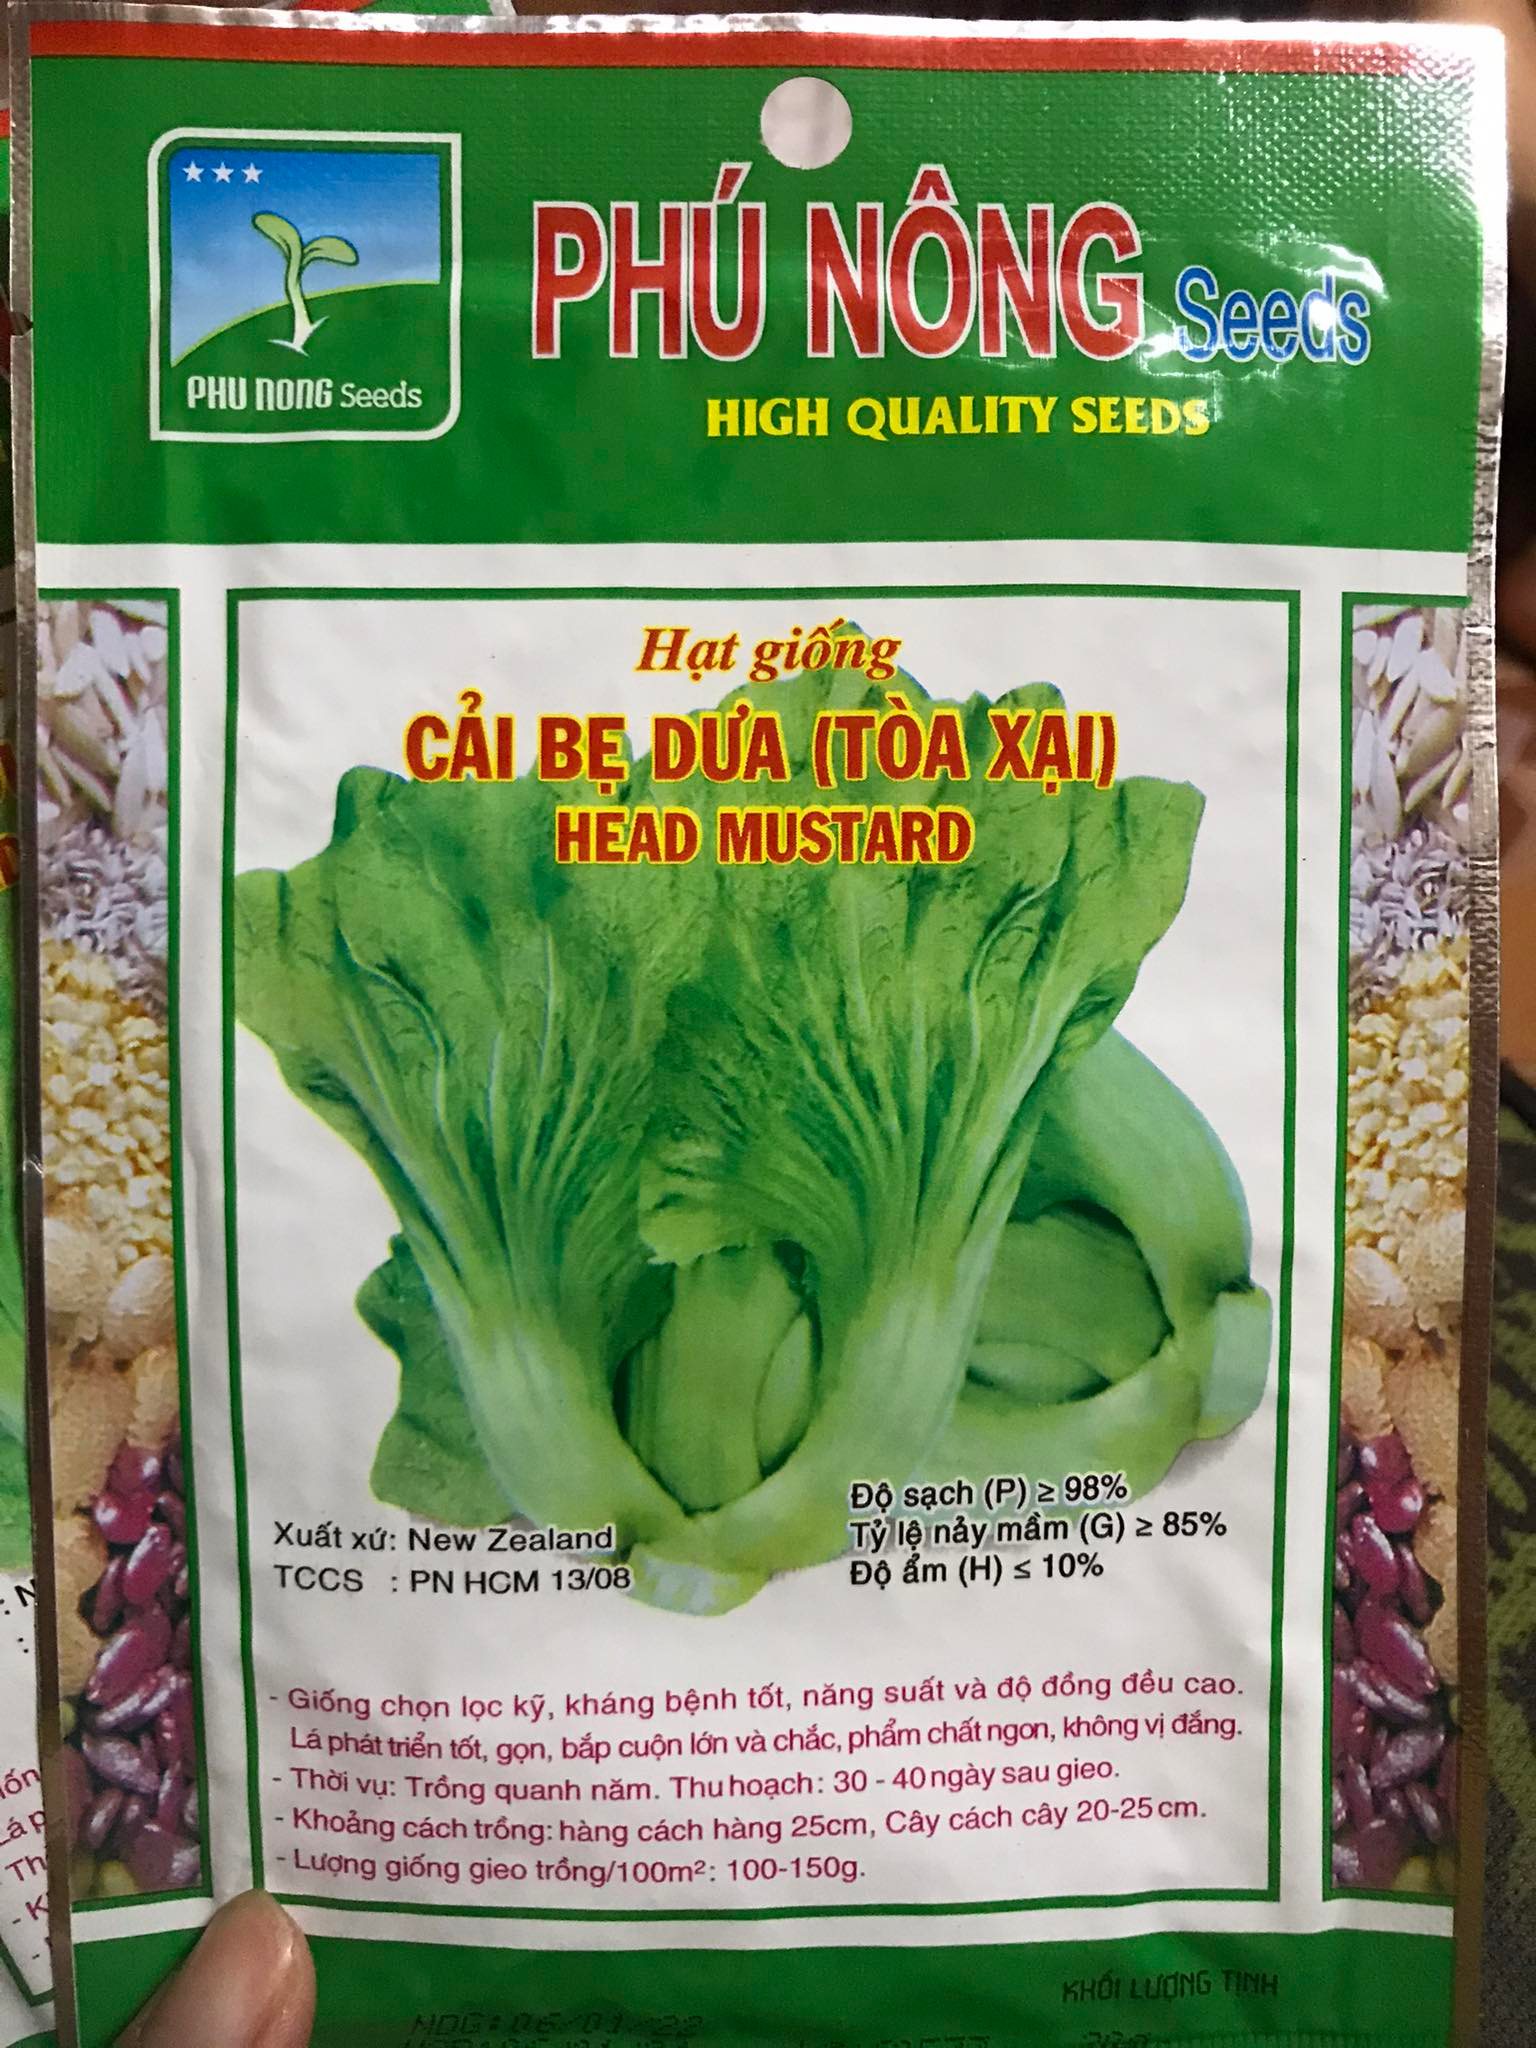 PHU NONG Seeds
PHÚ NÔNG Seeds
HIGH QUALITY SEEDS
Hạt giống
CẢI BẸ DƯA (TÒA XẠI)
HEAD MUSTARD
Độ sạch (P) ≥ 98%
Tỷ lệ nảy mầm (G) ≥ 85%
Độ ẩm (H) ≤ 10%
Xuất xứ: New Zealand
TCCS : PN HCM 13/08
- Giống chọn lọc kỹ, kháng bệnh tốt, năng suất và độ đồng đều cao.
Lá phát triển tốt, gọn, bắp cuộn lớn và chắc, phẩm chất ngon, không vị đắng.
- Thời vụ: Trồng quanh năm. Thu hoạch: 30 - 40 ngày sau gieo.
- Khoảng cách trồng: hàng cách hàng 25cm, Cây cách cây 20-25 cm.
- Lượng giống gieo trồng/100m²: 100-150g.
KHỐI LƯỢNG TỊNH